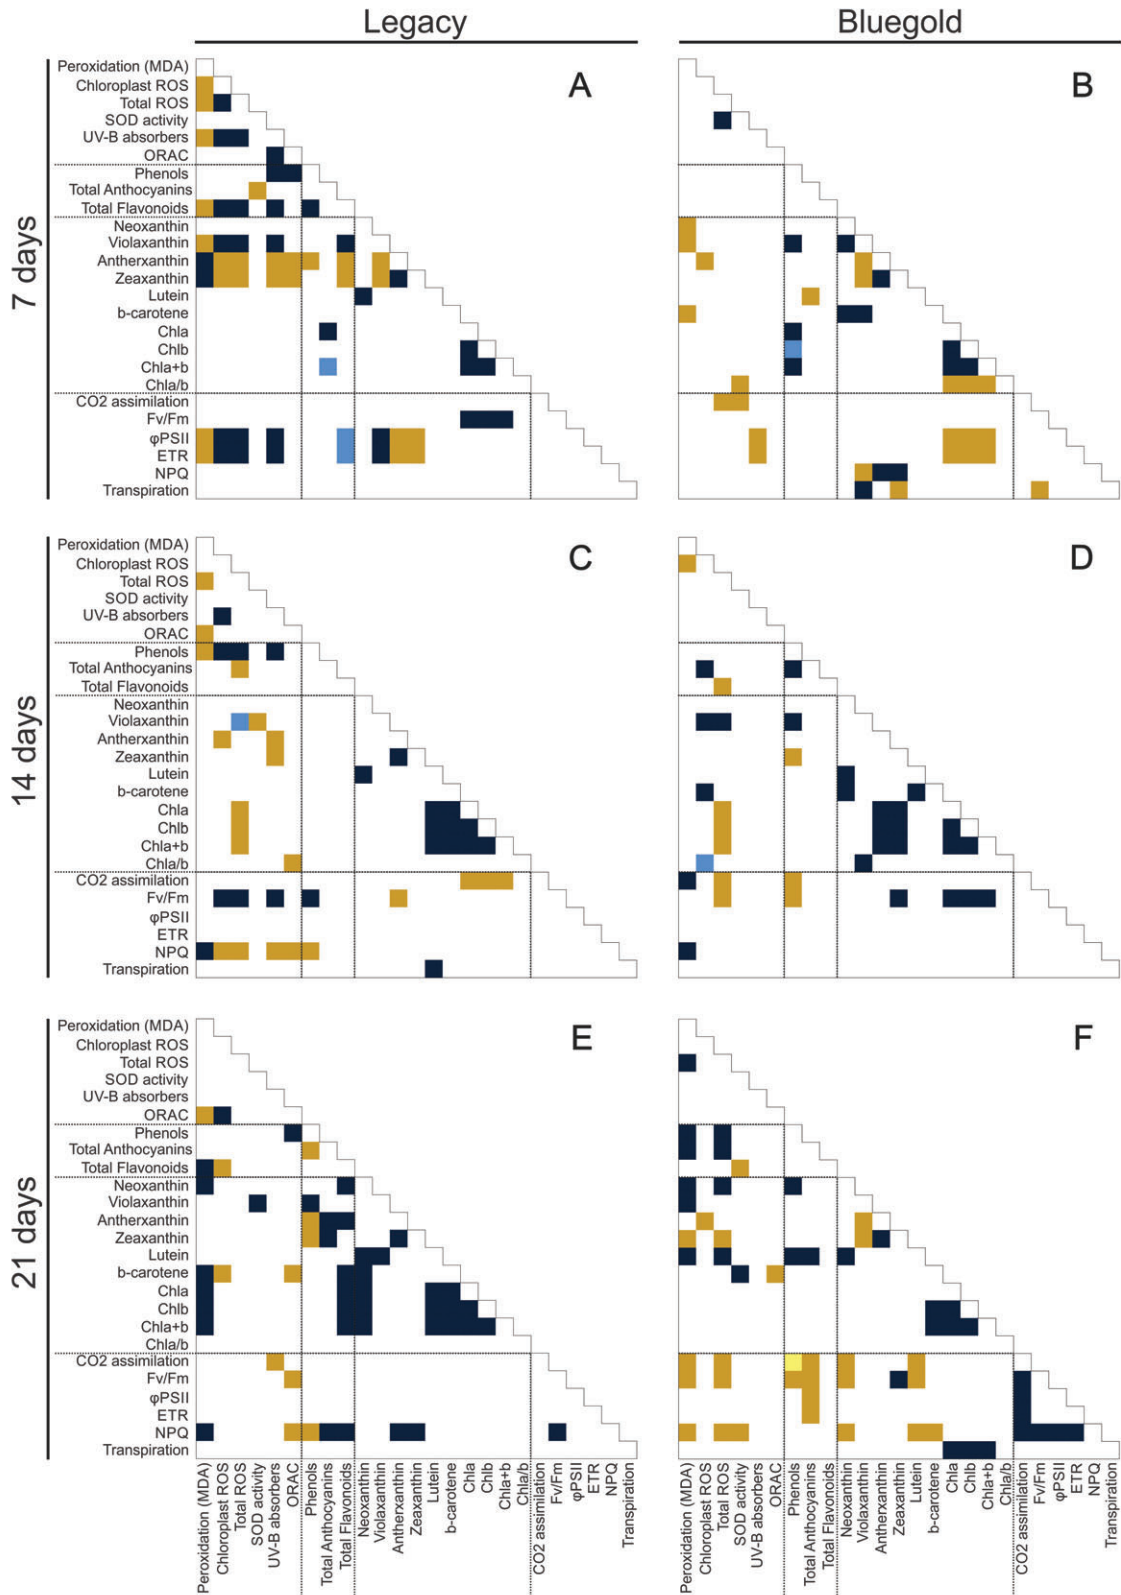 Legacy
Bluegold
7 days
A
B
Peroxidation (MDA)
Chloroplast ROS
Total ROS
SOD activity
UV-B absorbers
ORAC
Phenols
Total Anthocyanins
Total Flavonoids
Neoxanthin
Violaxanthin
Antherxanthin
Zeaxanthin
Lutein
b-carotene
Chla
Chlb
Chla+b
Chla/b
CO2 assimilation
Fv/Fm
φPSII
ETR
NPQ
Transpiration
14 days
C
D
Peroxidation (MDA)
Chloroplast ROS
Total ROS
SOD activity
UV-B absorbers
ORAC
Phenols
Total Anthocyanins
Total Flavonoids
Neoxanthin
Violaxanthin
Antherxanthin
Zeaxanthin
Lutein
b-carotene
Chla
Chlb
Chla+b
Chla/b
CO2 assimilation
Fv/Fm
φPSII
ETR
NPQ
Transpiration
21 days
E
F
Peroxidation (MDA)
Chloroplast ROS
Total ROS
SOD activity
UV-B absorbers
ORAC
Phenols
Total Anthocyanins
Total Flavonoids
Neoxanthin
Violaxanthin
Antherxanthin
Zeaxanthin
Lutein
b-carotene
Chla
Chlb
Chla+b
Chla/b
CO2 assimilation
Fv/Fm
φPSII
ETR
NPQ
Transpiration
Peroxidation (MDA)
Chloroplast ROS
Total ROS
SOD activity
UV-B absorbers
ORAC
Phenols
Total Anthocyanins
Total Flavonoids
Neoxanthin
Violaxanthin
Antherxanthin
Zeaxanthin
Lutein
b-carotene
Chla
Chlb
Chla+b
Chla/b
CO2 assimilation
Fv/Fm
φPSII
ETR
NPQ
Transpiration
Peroxidation (MDA)
Chloroplast ROS
Total ROS
SOD activity
UV-B absorbers
ORAC
Phenols
Total Anthocyanins
Total Flavonoids
Neoxanthin
Violaxanthin
Antherxanthin
Zeaxanthin
Lutein
b-carotene
Chla
Chlb
Chla+b
Chla/b
CO2 assimilation
Fv/Fm
φPSII
ETR
NPQ
Transpiration